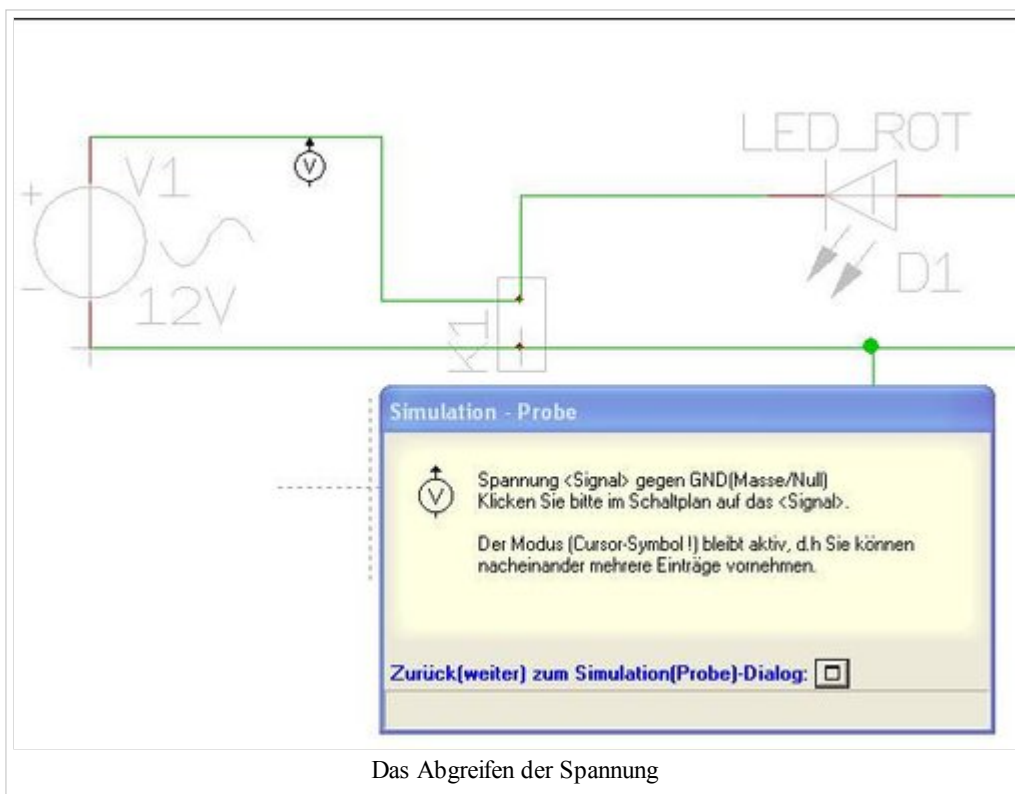 LED_ROT
V
V1
+
-
12V
K1
D1
Simulation - Probe
V
Spannung <Signal> gegen GND(Masse/Null)
Klicken Sie bitte im Schaltplan auf das <Signal>.
Der Modus (Cursor-Symbol !) bleibt aktiv, d.h Sie können
nacheinander mehrere Einträge vornehmen.
Zurück(weiter) zum Simulation(Probe)-Dialog:
Das Abgreifen der Spannung